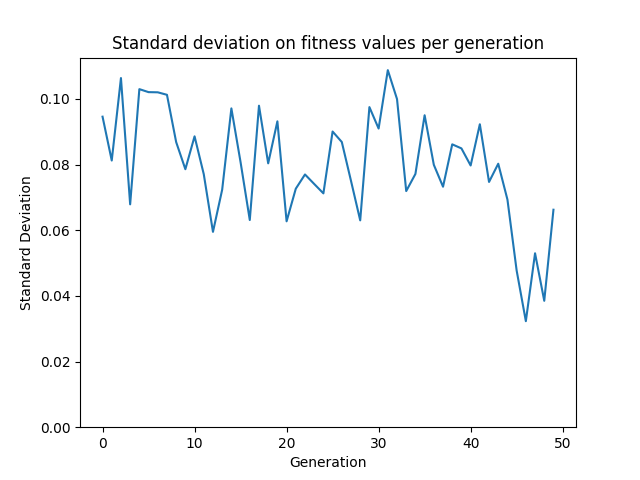 Standard deviation on fitness values per generation
0.10
0.08
0.06
0.04
0.02
0.00
Standard Deviation
0 10 20 30 40 50
Generation